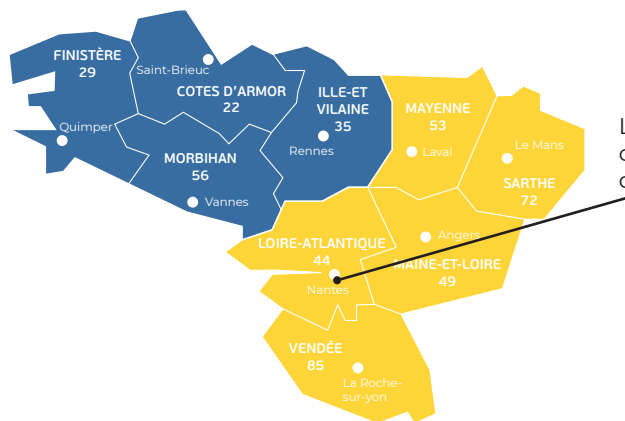 FINISTÈRE
29
Saint-Brieuc
COTES D'ARMOR
22
ILLE-ET
VILAINE
35
MAYENNE
53
Quimper
Rennes
Laval
Le Mans
MORBIHAN
56
SARTHE
72
Vannes
LOIRE-ATLANTIQUE
44
Angers
MAINE-ET-LOIRE
49
Nantes
VENDÉE
85
La Roche-
sur-yon